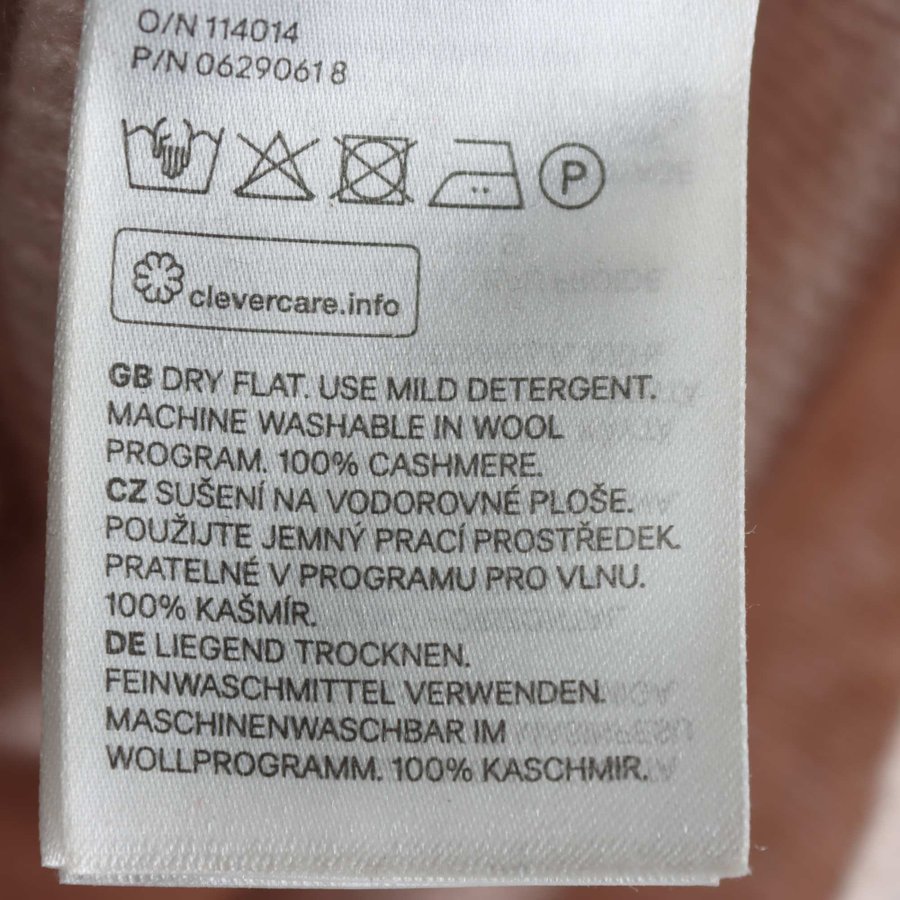 O/N 114014
P/N 06290618
P
clevercare.info
GB DRY FLAT. USE MILD DETERGENT.
MACHINE WASHABLE IN WOOL
PROGRAM. 100% CASHMERE.
CZ SUŠENÍ NA VODOROVNÉ PLOŠE.
POUŽIJTE JEMNÝ PRACÍ PROSTŘEDEK.
PRATELNÉ V PROGRAMU PRO VLNU.
100% KAŠMÍR.
DE LIEGEND TROCKNEN.
FEINWASCHMITTEL VERWENDEN.
MASCHINENWASCHBAR IM
WOLLPROGRAMM. 100% KASCHMIR.